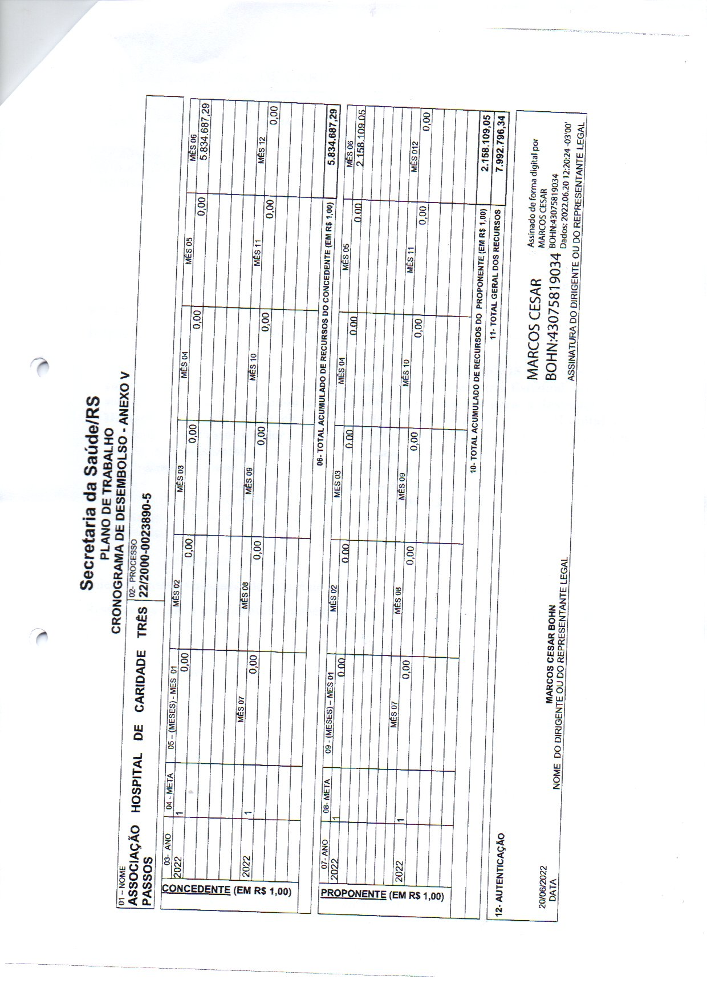 Secretaria da Saúde/RS
PLANO DE TRABALHO
CRONOGRAMA DE DESEMBOLSO - ANEXO V
01 – NOME
ASSOCIAÇÃO HOSPITAL DE CARIDADE TRÊS
PASSOS
02- PROCESSO
22/2000-0023890-5
CONCEDENTE (EM R$ 1,00)
03- ANO 04 - META 05 – (MESES) - MES 01 MÊS 02 MÊS 03 MÊS 04 MÊS 05 MÊS 06
2022 1 0,00 0,00 0,00 0,00 0,00 5.834.687,29
MÊS 07 MÊS 08 MÊS 09 MÊS 10 MÊS 11 MÊS 12
2022 1 0,00 0,00 0,00 0,00 0,00 0,00
06- TOTAL ACUMULADO DE RECURSOS DO CONCEDENTE (EM R$ 1,00) 5.834.687,29
PROPONENTE (EM R$ 1,00)
07- ANO 08- META 09 - (MESES) – MES 01 MÊS 02 MES 03 MÊS 04 MÊS 05 MÊS 06
2022 1 0.00 0.00 0.00 0.00 0.00 2.158.109.05
MÊS 07 MÊS 08 MÊS 09 MÊS 10 MÊS 11 MÊS 012
2022 1 0,00 0,00 0,00 0,00 0,00 0,00
10- TOTAL ACUMULADO DE RECURSOS DO PROPONENTE (EM R$ 1,00) 2.158.109,05
11- TOTAL GERAL DOS RECURSOS 7.992.796,34
12- AUTENTICAÇÃO
20/06/2022
DATA
MARCOS CESAR BOHN
NOME DO DIRIGENTE OU DO REPRESENTANTE LEGAL
MARCOS CESAR
BOHN:43075819034
Assinado de forma digital por
MARCOS CESAR
BOHN:43075819034
Dados: 2022.06.20 12:20:24 -03'00'
ASSINATURA DO DIRIGENTE OU DO REPRESENTANTE LEGAL